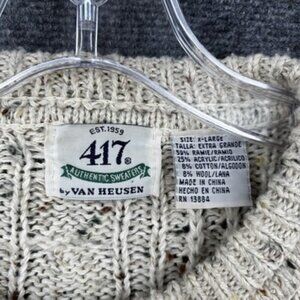 EST. 1959
417®
AUTHENTIC SWEATERS
by VAN HEUSEN
SIZE: X-LARGE
TALLA: EXTRA GRANDE
59% RAMIE/RAMIO
25% ACRYLIC/ACRILICO
8% COTTON/ALGODON
8% WOOL/LANA
MADE IN CHINA
HECHO EN CHINA
RN 13884